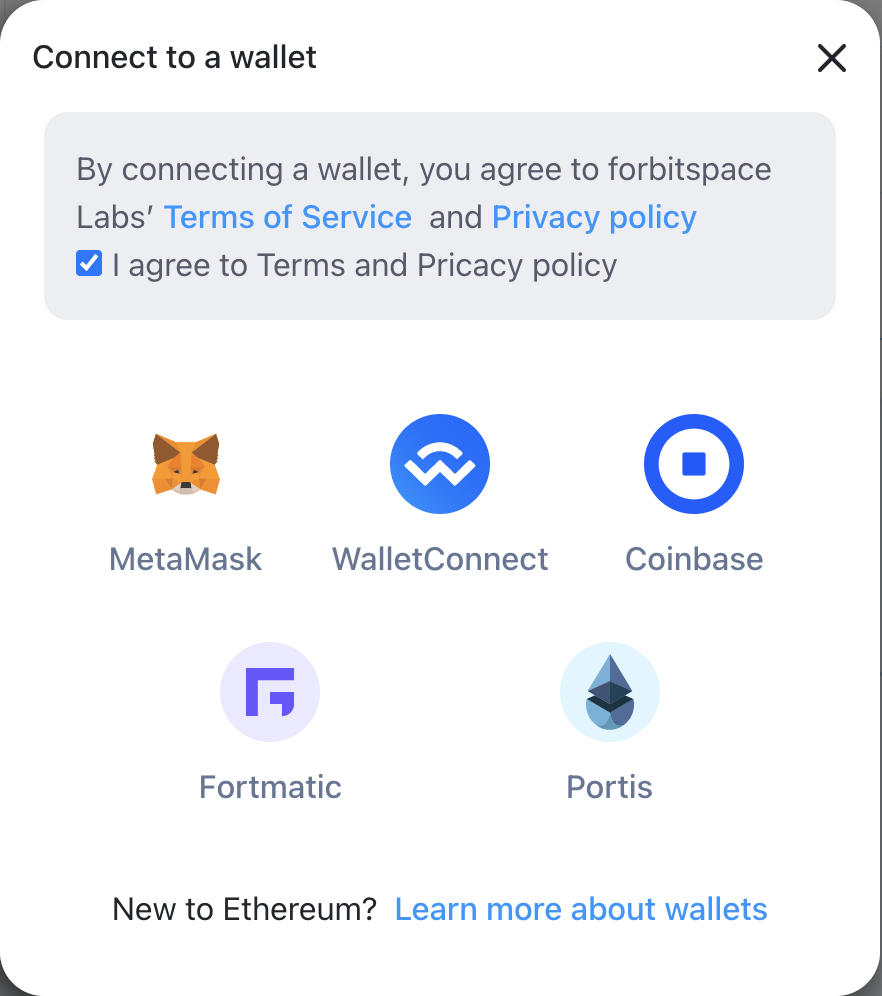 Connect to a wallet
By connecting a wallet, you agree to forbitspace
Labs’ Terms of Service and Privacy policy
I agree to Terms and Pricacy policy
MetaMask WalletConnect Coinbase
Fortmatic Portis
New to Ethereum? Learn more about wallets